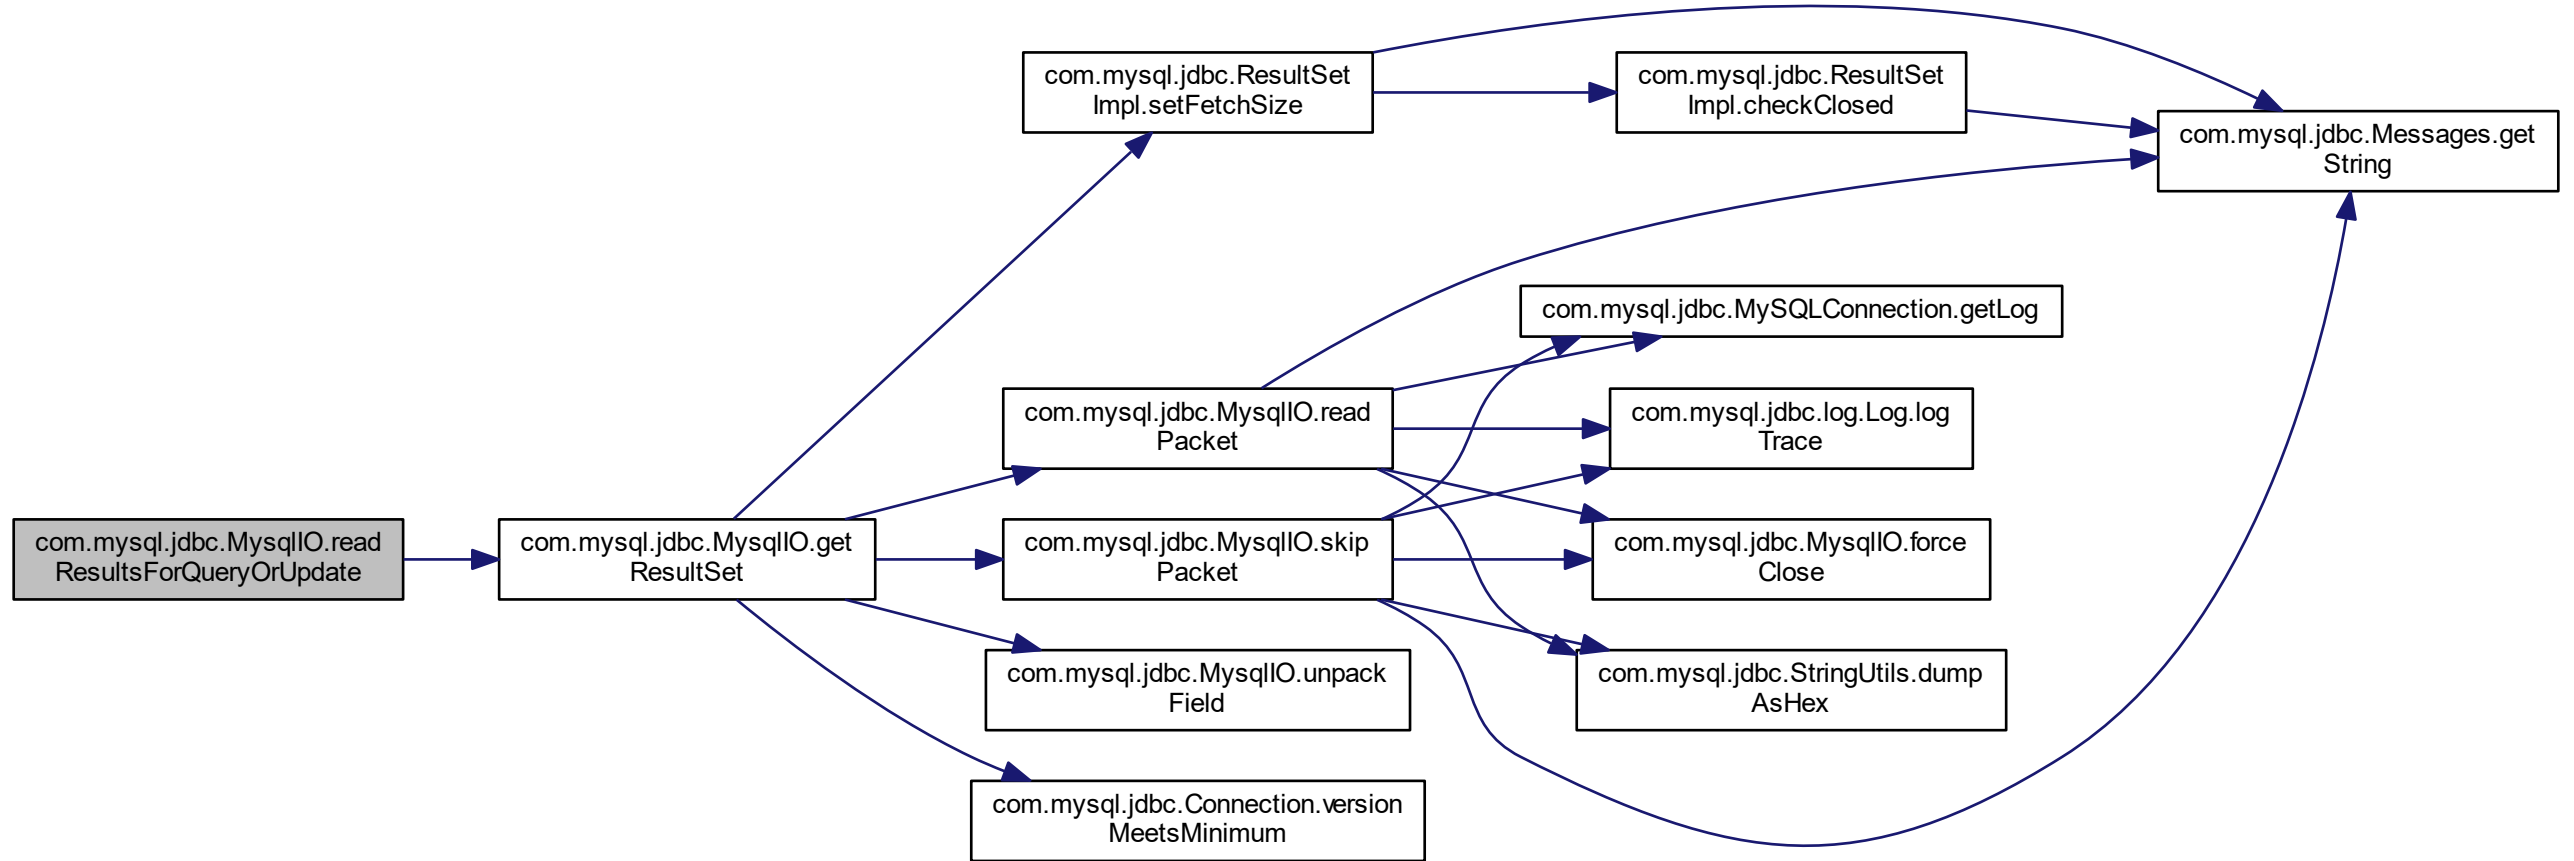 com.mysql.jdbc.ResultSet
Impl.setFetchSize
com.mysql.jdbc.ResultSet
Impl.checkClosed
com.mysql.jdbc.Messages.get
String
com.mysql.jdbc.MySQLConnection.getLog
com.mysql.jdbc.MysqlIO.read
Packet
com.mysql.jdbc.log.Log.log
Trace
com.mysql.jdbc.MysqlIO.read
ResultsForQueryOrUpdate
com.mysql.jdbc.MysqlIO.get
ResultSet
com.mysql.jdbc.MysqlIO.skip
Packet
com.mysql.jdbc.MysqlIO.force
Close
com.mysql.jdbc.MysqlIO.unpack
Field
com.mysql.jdbc.StringUtils.dump
AsHex
com.mysql.jdbc.Connection.version
MeetsMinimum